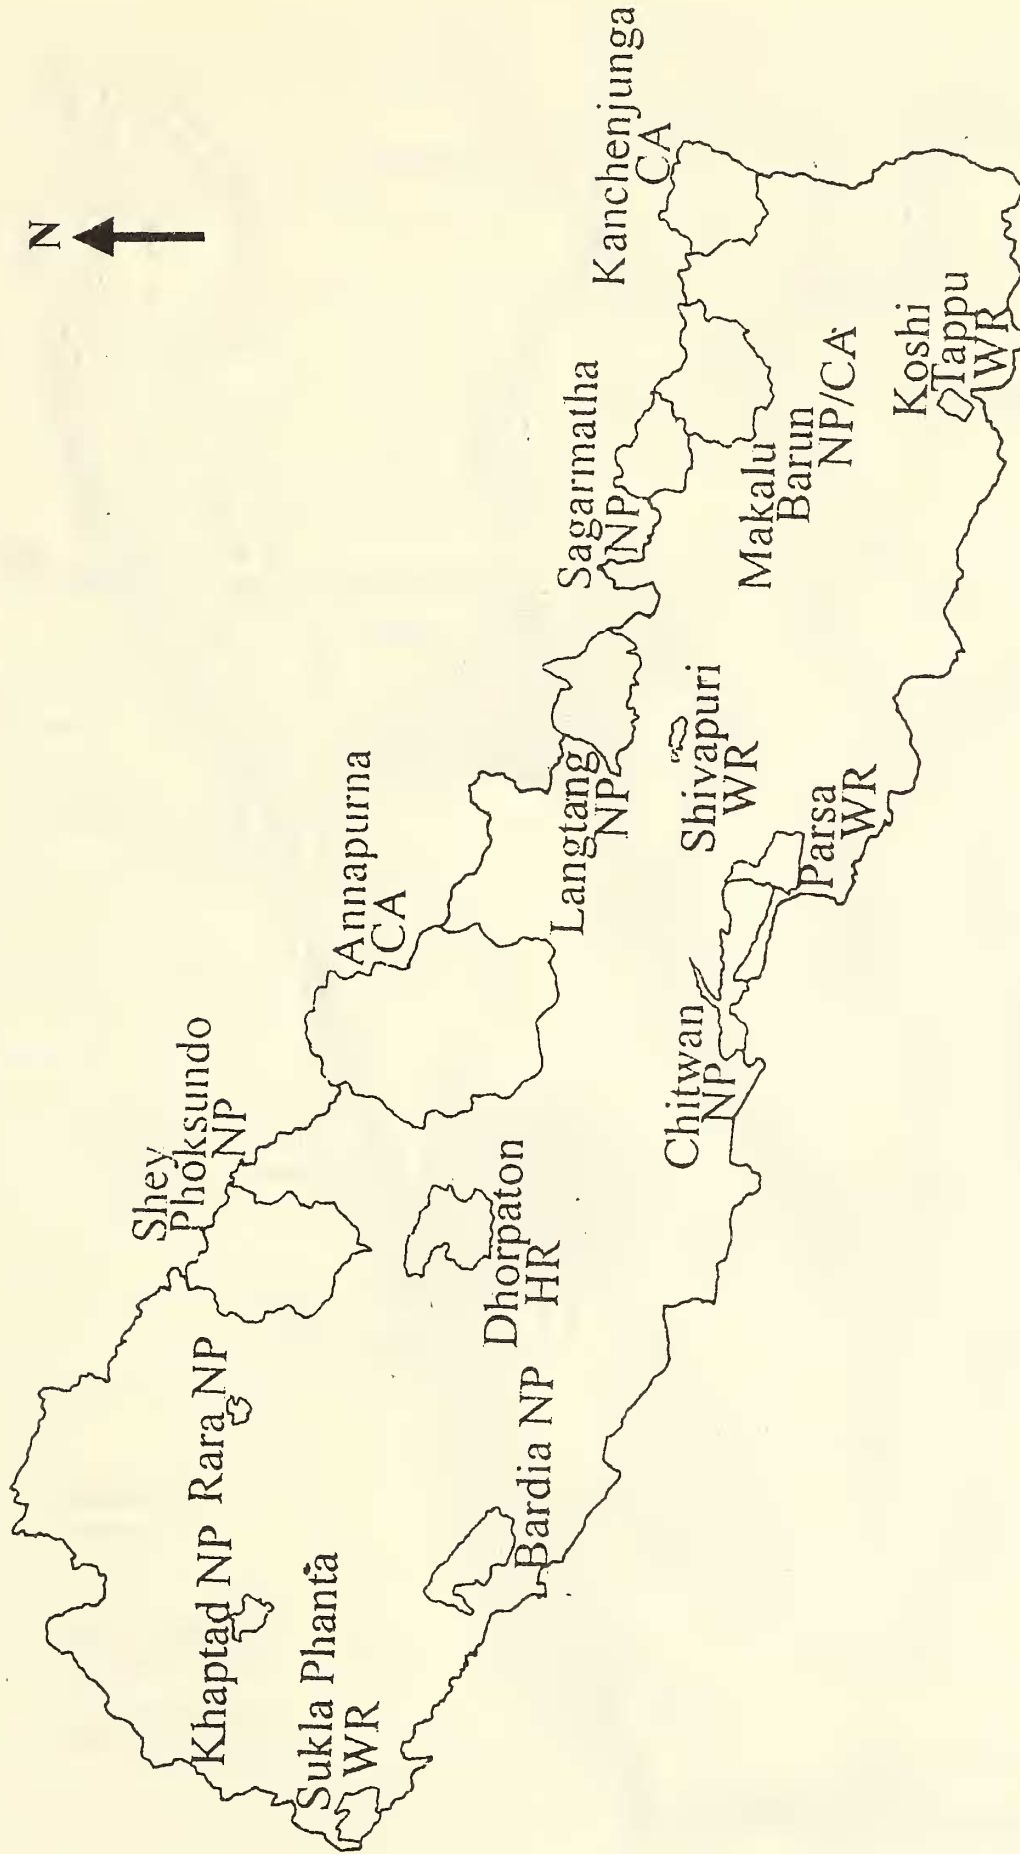 N
Khaptad NP
Rara NP
Sukla Phanta
WR
Shey
Phoksundo
NP
Bardia NP
Dhorpaton
HR
Annapurna
CA
Langtang
NP
Chitwan
NP
Shivapuri
WR
Parsa
WR
Sagarmatha
NP
Makalu
Barun
NP/CA
Kanchenjunga
CA
Koshi
Tappu
WR